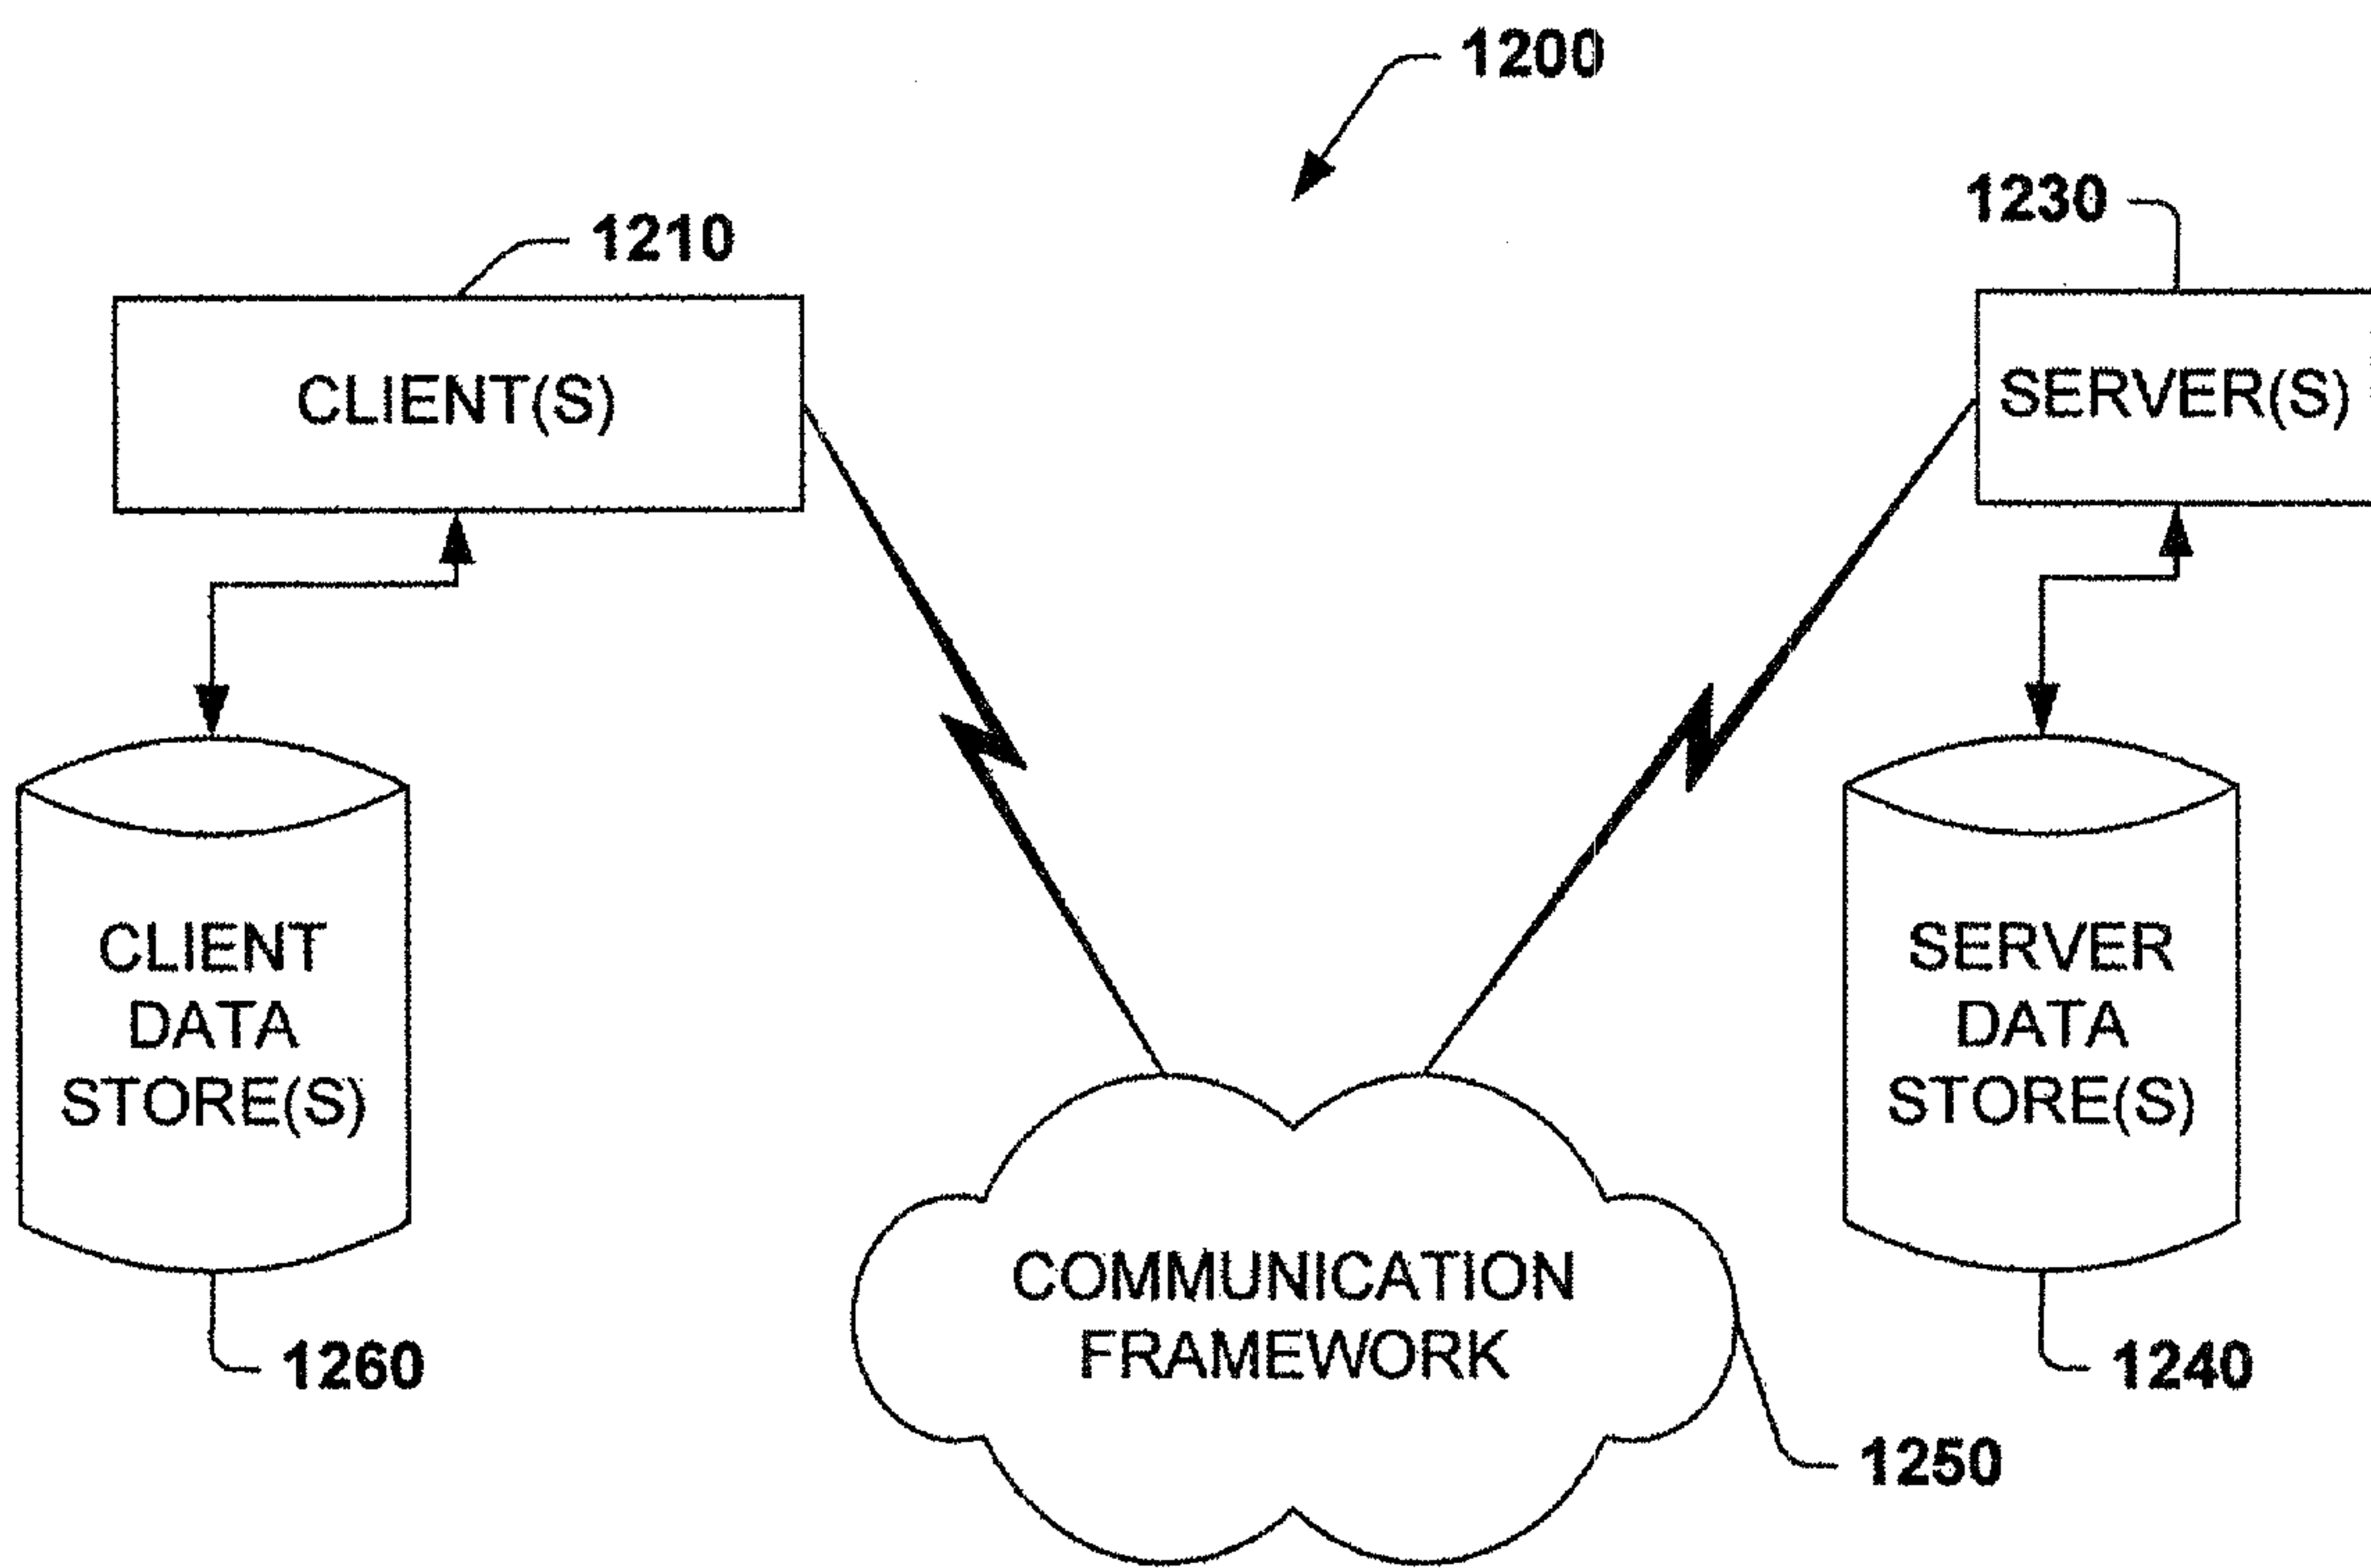 1200
1210
1230
CLIENT(S)
SERVER(S)
CLIENT
DATA
STORE(S)
SERVER
DATA
STORE(S)
COMMUNICATION
FRAMEWORK
1260
1240
1250